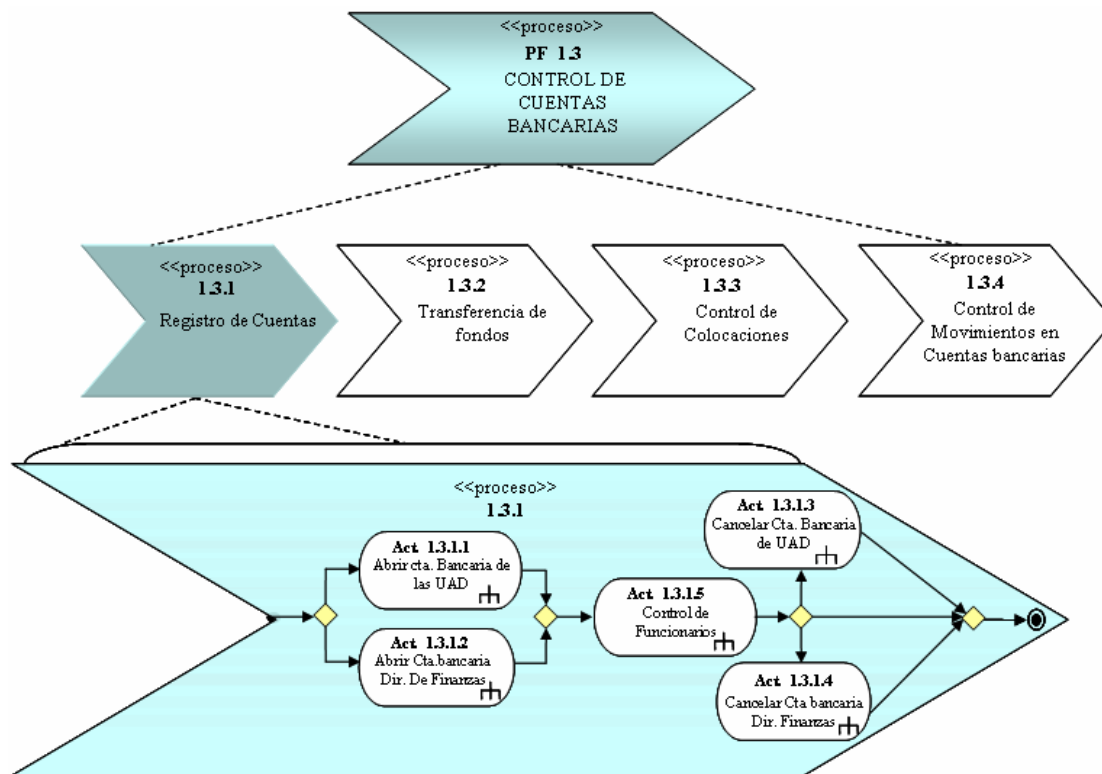 <<proceso>>
PF 1.3
CONTROL DE
CUENTAS
BANCARIAS
<<proceso>>
1.3.1
Registro de Cuentas
<<proceso>>
1.3.2
Transferencia de
fondos
<<proceso>>
1.3.3
Control de
Colocaciones
<<proceso>>
1.3.4
Control de
Movimientos en
Cuentas bancarias
<<proceso>>
1.3.1
Act. 1.3.1.1
Abrir cta. Bancaria de
las UAD
Act. 1.3.1.2
Abrir Cta.bancaria
Dir. De Finanzas
Act. 1.3.1.5
Control de
Funcionarios
Act. 1.3.1.3
Cancelar Cta. Bancaria
de UAD
Act. 1.3.1.4
Cancelar Cta bancaria
Dir. Finanzas